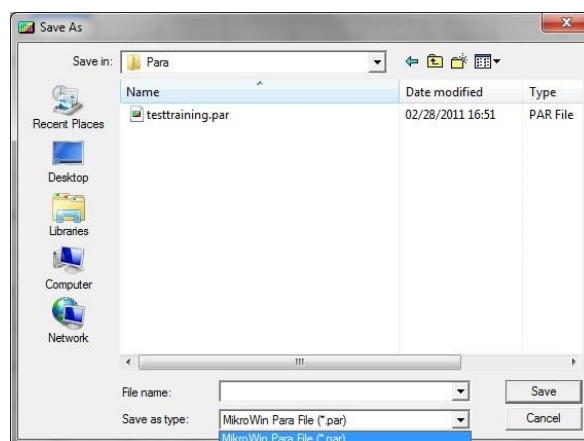 Save As
Save in: Para
Name Date modified Type
testtraining.par 02/28/2011 16:51 PAR File
Recent Places
Desktop
Libraries
Computer
Network
File name: Save
Save as type: MikroWin Para File (*.par) Cancel
MikroWin Para File (*.par)